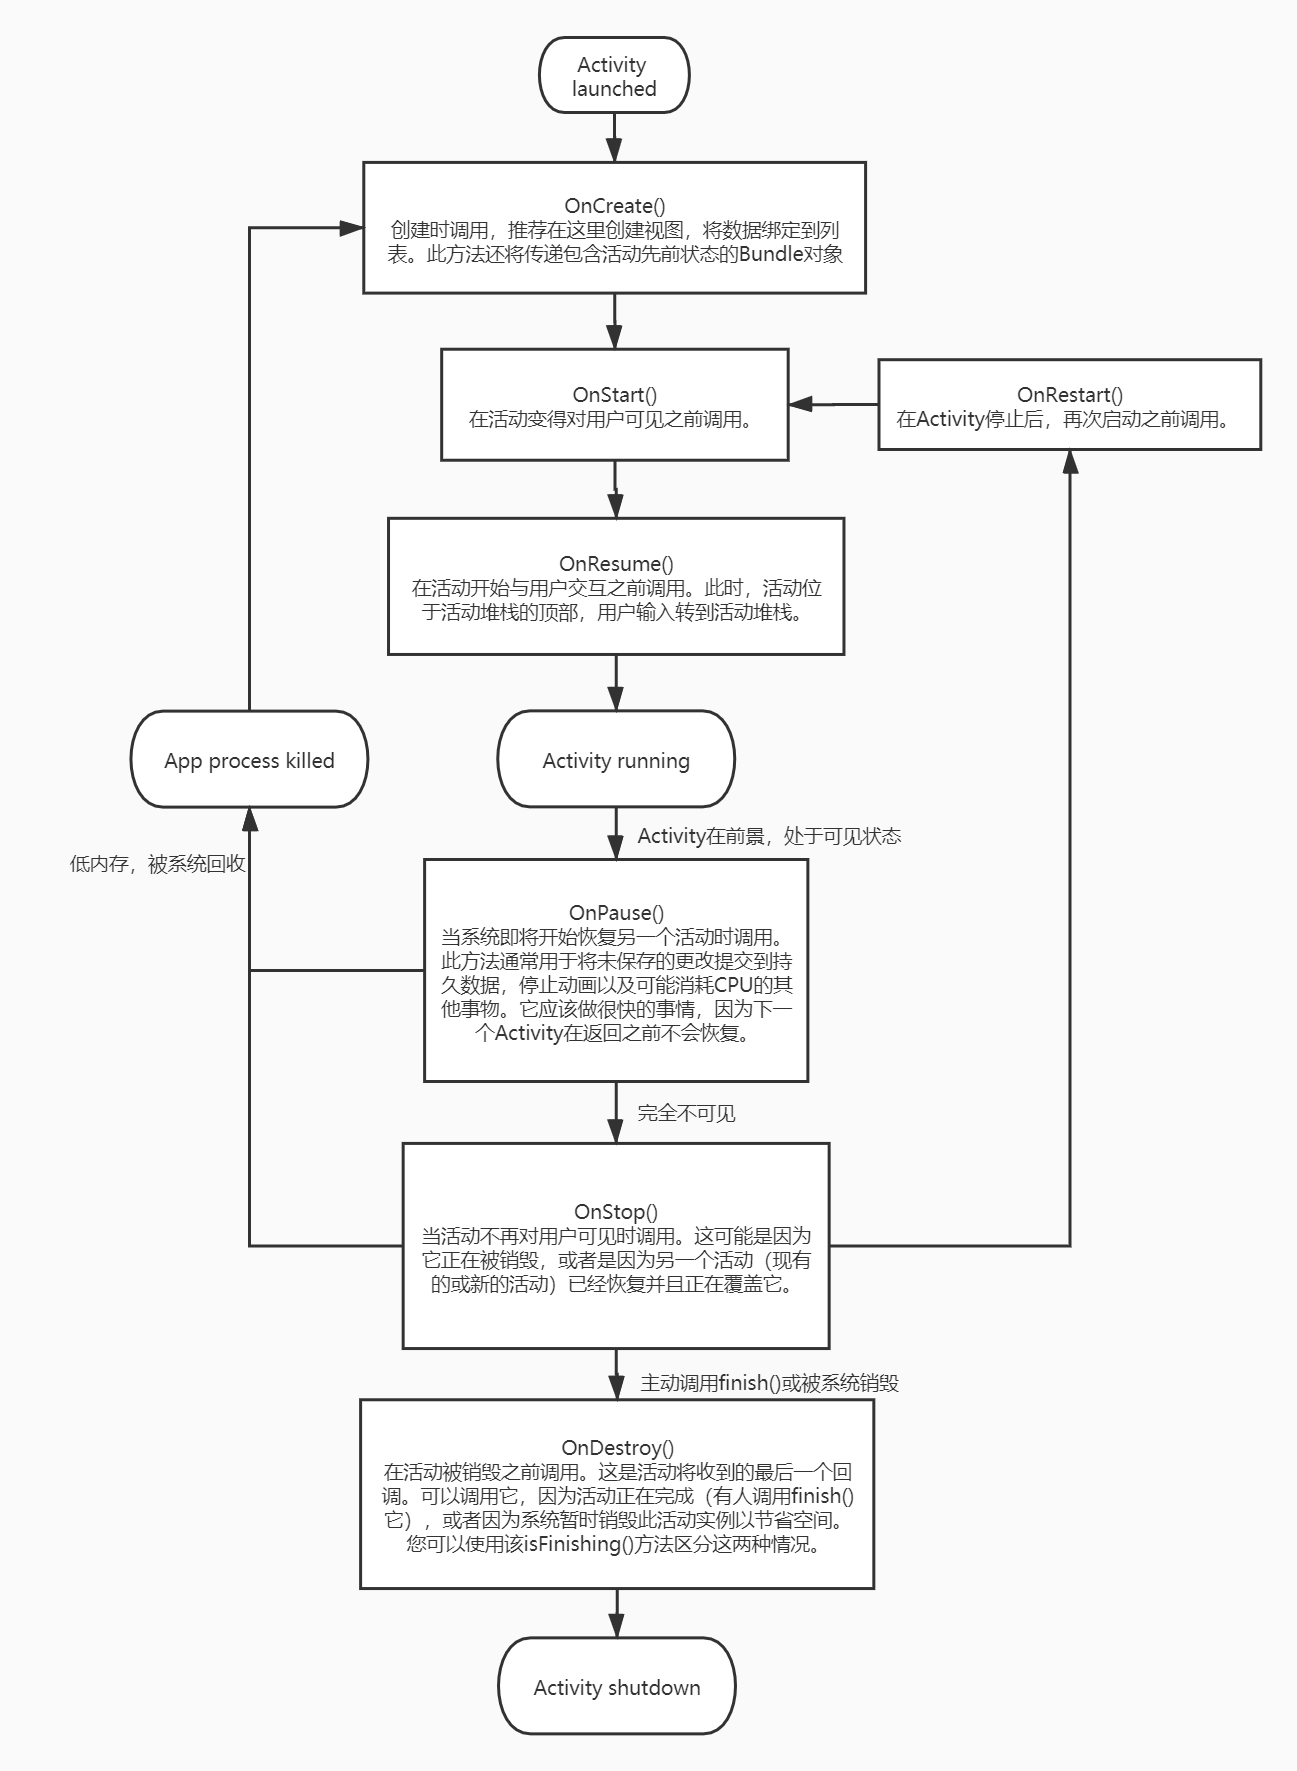 Activity
launched
OnCreate()
创建时调用，推荐在这里创建视图，将数据绑定到列
表。此方法还将传递包含活动先前状态的Bundle对象
OnStart()
在活动变得对用户可见之前调用。
OnRestart()
在Activity停止后，再次启动之前调用。
OnResume()
在活动开始与用户交互之前调用。此时，活动位
于活动堆栈的顶部，用户输入转到活动堆栈。
App process killed
Activity running
Activity在前景，处于可见状态
低内存，被系统回收
OnPause()
当系统即将开始恢复另一个活动时调用。
此方法通常用于将未保存的更改提交到持
久数据，停止动画以及可能消耗CPU的其
他事物。它应该做很快的事情，因为下一
个Activity在返回之前不会恢复。
完全不可见
OnStop()
当活动不再对用户可见时调用。这可能是因为
它正在被销毁，或者是因为另一个活动（现有
的或新的活动）已经恢复并且正在覆盖它。
主动调用finish()或被系统销毁
OnDestroy()
在活动被销毁之前调用。这是活动将收到的最后一个回
调。可以调用它，因为活动正在完成（有人调用finish()
它），或者因为系统暂时销毁此活动实例以节省空间。
您可以使用该isFinishing()方法区分这两种情况。
Activity shutdown